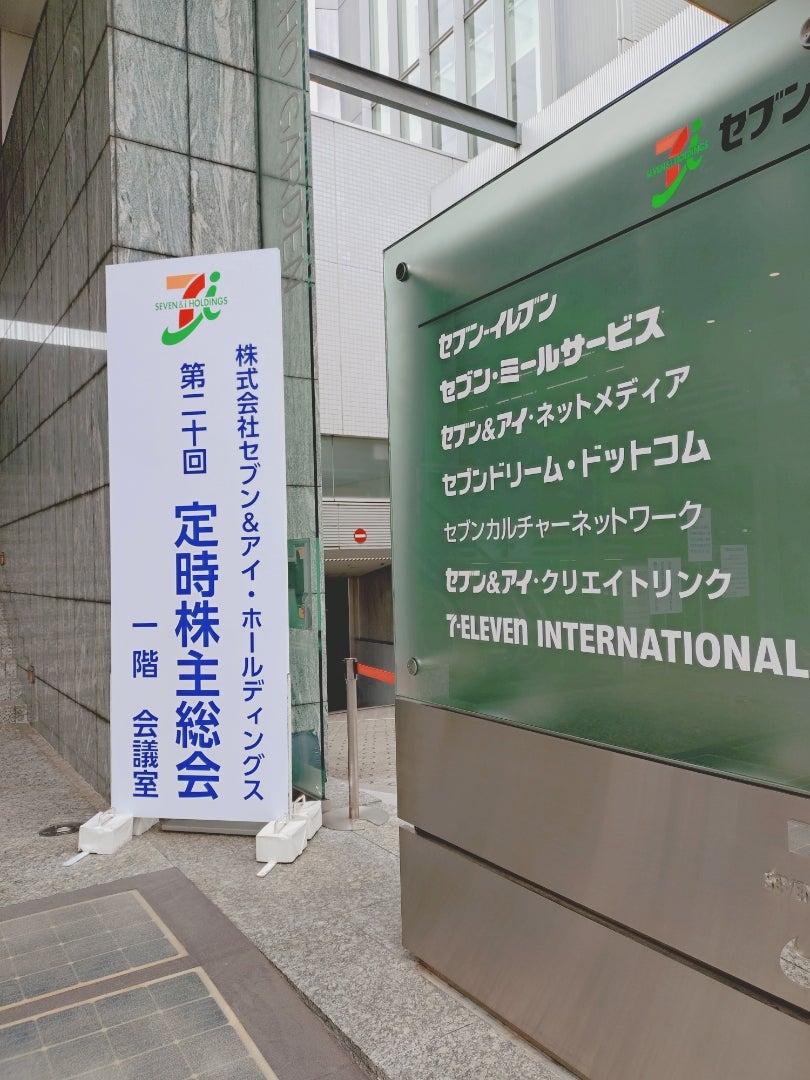 SEVEN & i HOLDINGS
株式会社セブン&アイ・ホールディングス
第二十回 定時株主総会
一階 会議室
SEVEN & i HOLDINGS
セブン
セブン-イレブン
セブン・ミールサービス
セブン&アイ・ネットメディア
セブンドリーム・ドットコム
セブンカルチャーネットワーク
セブン&アイ・クリエイトリンク
7-ELEVEn INTERNATIONAL